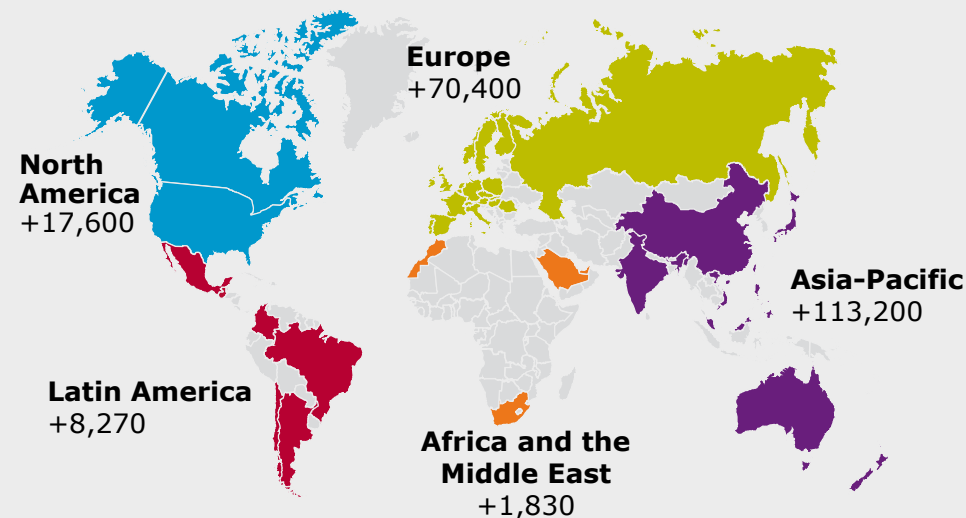 Europe
+70,400
North
America
+17,600
Asia-Pacific
+113,200
Latin America
+8,270
Africa and the
Middle East
+1,830